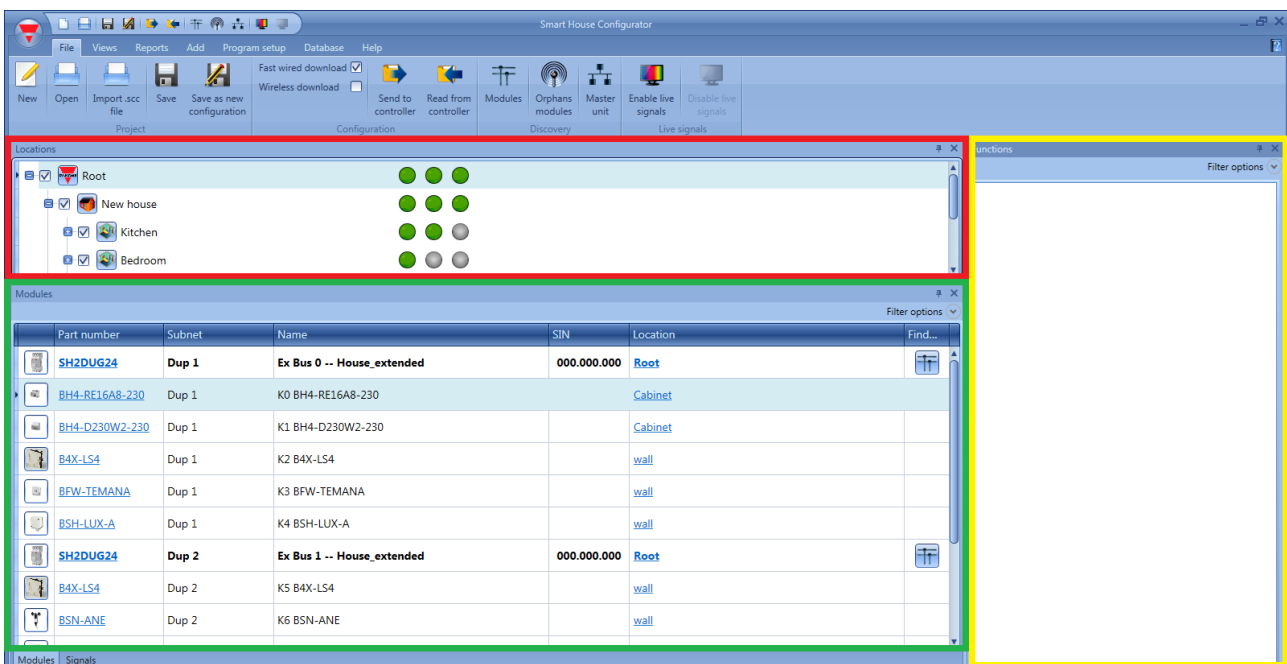 Smart House Configurator
File Views Reports Add Program setup Database Help
Fast wired download
Wireless download
New Open Import .scc file Save Save as new configuration Send to controller Read from controller Modules Orphans modules Master unit Enable live signals Disable live signals
Project Configuration Discovery Live signals
Locations
Root
New house
Kitchen
Bedroom
unctions
Filter options
Modules
Filter options
Part number Subnet Name SIN Location Find...
SH2DUG24 Dup 1 Ex Bus 0 -- House_extended 000.000.000 Root
BH4-RE16A8-230 Dup 1 K0 BH4-RE16A8-230 Cabinet
BH4-D230W2-230 Dup 1 K1 BH4-D230W2-230 Cabinet
B4X-LS4 Dup 1 K2 B4X-LS4 wall
BFW-TEMANA Dup 1 K3 BFW-TEMANA wall
BSH-LUX-A Dup 1 K4 BSH-LUX-A wall
SH2DUG24 Dup 2 Ex Bus 1 -- House_extended 000.000.000 Root
B4X-LS4 Dup 2 K5 B4X-LS4 wall
BSN-ANE Dup 2 K6 BSN-ANE wall
Modules Signals